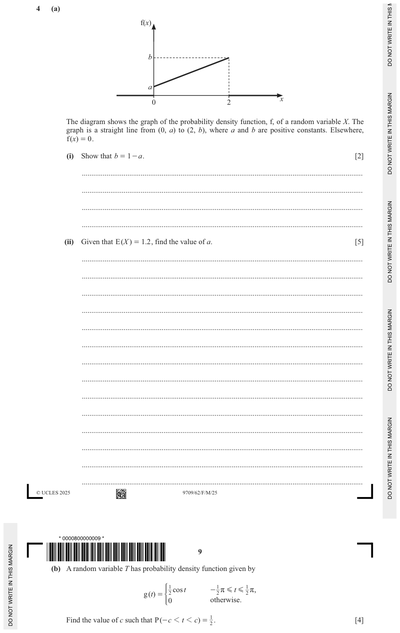 4 (a)
f(x)
b
a
0 2 x
The diagram shows the graph of the probability density function, f, of a random variable X. The
graph is a straight line from (0, a) to (2, b), where a and b are positive constants. Elsewhere,
f(x) = 0.
(i) Show that b = 1 − a. [2]
(ii) Given that E(X) = 1.2, find the value of a. [5]
© UCLES 2025 9709/62/F/M/25
DO NOT WRITE IN THIS MARGIN
DO NOT WRITE IN THIS MARGIN
DO NOT WRITE IN THIS MARGIN
DO NOT WRITE IN THIS MARGIN
DO NOT WRITE IN THIS MARGIN
* 0000800000009 *
9
(b) A random variable T has probability density function given by
g(t) = { ½ cos t −½π ⩽ t ⩽ ½π,
0 otherwise.
Find the value of c such that P(−c < t < c) = ½. [4]
DO NOT WRITE IN THIS MARGIN